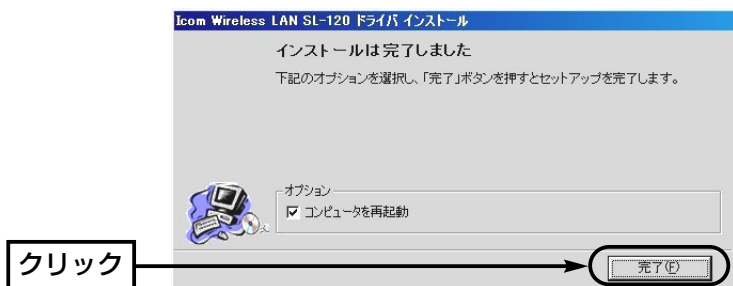 Icom Wireless LAN SL-120 ドライバ インストール
インストールは完了しました
下記のオプションを選択し、「完了」ボタンを押すとセットアップを完了します。
オプション
コンピュータを再起動
クリック
完了(F)